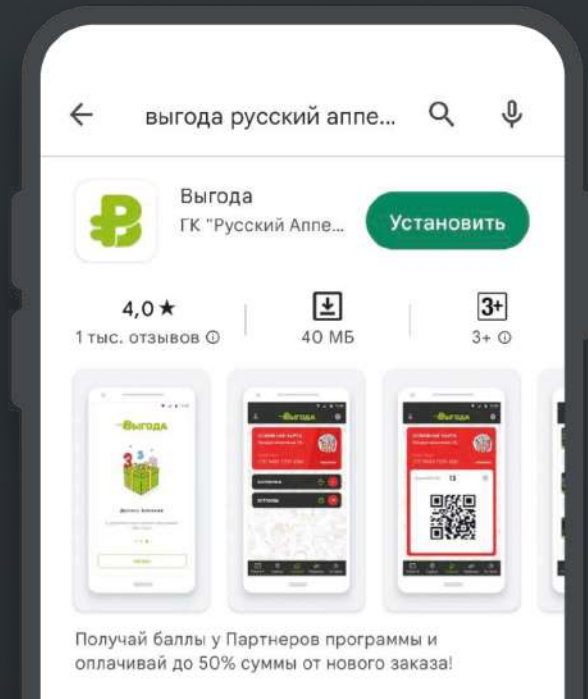 выгода русский аппе...
Выгода
ГК "Русский Аппе...
Установить
4,0 ★
1 тыс. отзывов
40 МБ
3+
3+
Выгода
Выгода
Выгода
13
Получай баллы у Партнеров программы и
оплачивай до 50% суммы от нового заказа!